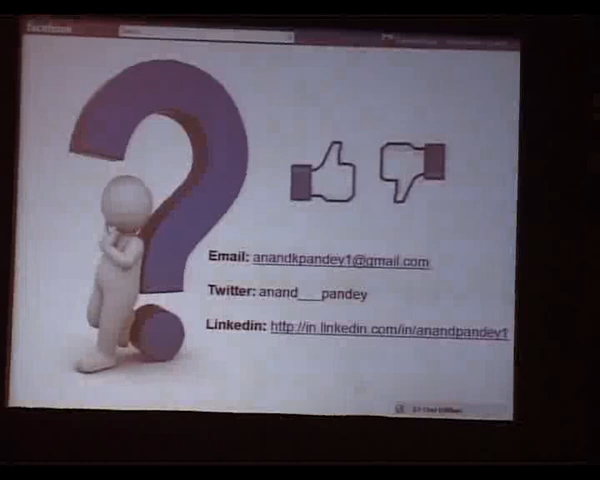 facebook
Email: anandkpandey1@gmail.com
Twitter: anand___pandey
Linkedin: http://in.linkedin.com/in/anandpandey1